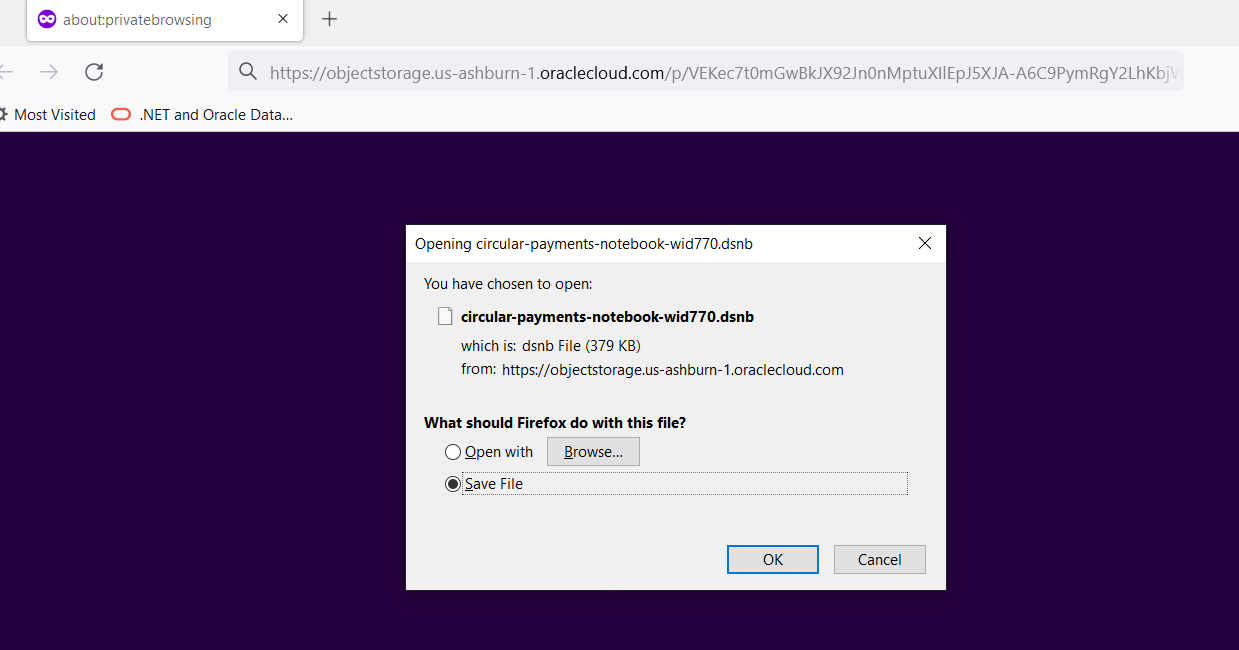 about:privatebrowsing
https://objectstorage.us-ashburn-1.oraclecloud.com/p/VEKec7t0mGwBkJX92Jn0nMptuXIlEpJ5XJA-A6C9PymRgY2LhKbjV
Most Visited .NET and Oracle Data...
Opening circular-payments-notebook-wid770.dsnb
You have chosen to open:
circular-payments-notebook-wid770.dsnb
which is: dsnb File (379 KB)
from: https://objectstorage.us-ashburn-1.oraclecloud.com
What should Firefox do with this file?
Open with Browse...
Save File
OK Cancel